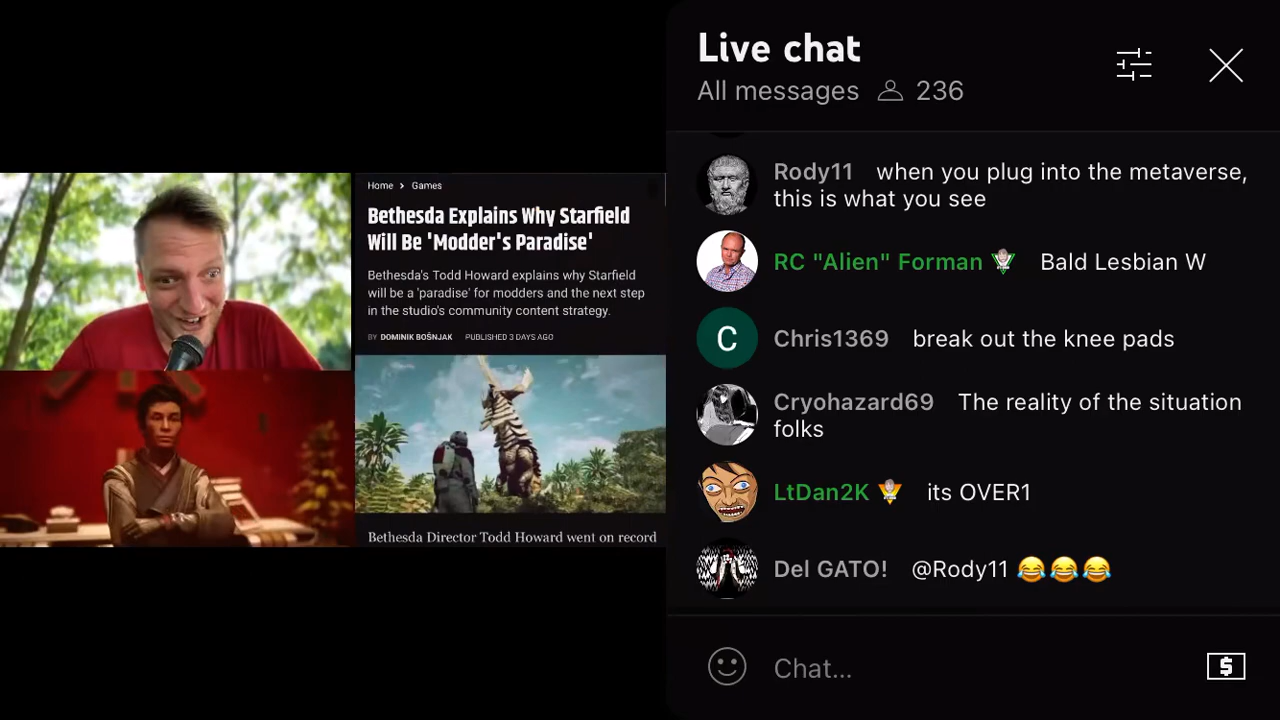 Home > Games
Bethesda Explains Why Starfield
Will Be 'Modder's Paradise'
Bethesda's Todd Howard explains why Starfield
will be a 'paradise' for modders and the next step
in the studio's community content strategy.
BY DOMINIK BOŠNJAK PUBLISHED 3 DAYS AGO
Bethesda Director Todd Howard went on record
Live chat
All messages 236
Rody11 when you plug into the metaverse,
this is what you see
RC "Alien" Forman Bald Lesbian W
C
Chris1369 break out the knee pads
Cryohazard69 The reality of the situation
folks
LtDan2K its OVER1
Del GATO! @Rody11 😂😂😂
Chat...
$